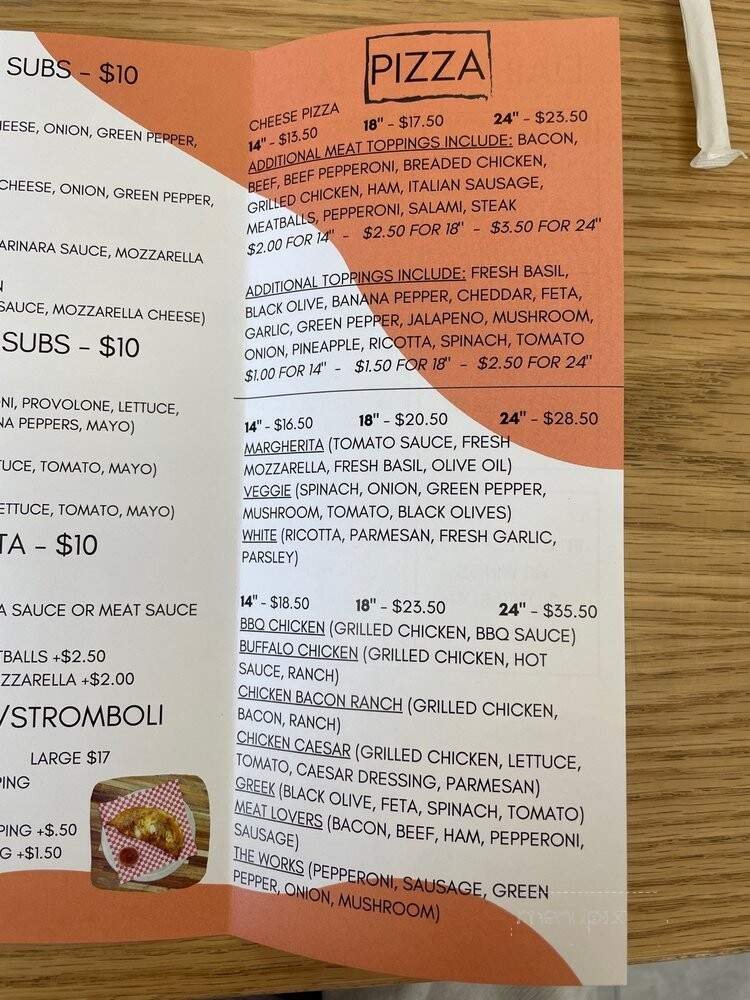 SUBS – $10
HEESE, ONION, GREEN PEPPER,
CHEESE, ONION, GREEN PEPPER,
ARINARA SAUCE, MOZZARELLA
N
SAUCE, MOZZARELLA CHEESE)
SUBS – $10
ONI, PROVOLONE, LETTUCE,
NA PEPPERS, MAYO)
TUCE, TOMATO, MAYO)
ETTUCE, TOMATO, MAYO)
TA – $10
A SAUCE OR MEAT SAUCE
TBALLS +$2.50
ZZARELLA +$2.00
/STROMBOLI
LARGE $17
PING
PING +$.50
G +$1.50
PIZZA
CHEESE PIZZA
14" - $13.50 18" - $17.50 24" - $23.50
ADDITIONAL MEAT TOPPINGS INCLUDE: BACON,
BEEF, BEEF PEPPERONI, BREADED CHICKEN,
GRILLED CHICKEN, HAM, ITALIAN SAUSAGE,
MEATBALLS, PEPPERONI, SALAMI, STEAK
$2.00 FOR 14" - $2.50 FOR 18" - $3.50 FOR 24"
ADDITIONAL TOPPINGS INCLUDE: FRESH BASIL,
BLACK OLIVE, BANANA PEPPER, CHEDDAR, FETA,
GARLIC, GREEN PEPPER, JALAPENO, MUSHROOM,
ONION, PINEAPPLE, RICOTTA, SPINACH, TOMATO
$1.00 FOR 14" - $1.50 FOR 18" - $2.50 FOR 24"
14" - $16.50 18" - $20.50 24" - $28.50
MARGHERITA (TOMATO SAUCE, FRESH
MOZZARELLA, FRESH BASIL, OLIVE OIL)
VEGGIE (SPINACH, ONION, GREEN PEPPER,
MUSHROOM, TOMATO, BLACK OLIVES)
WHITE (RICOTTA, PARMESAN, FRESH GARLIC,
PARSLEY)
14" - $18.50 18" - $23.50 24" - $35.50
BBQ CHICKEN (GRILLED CHICKEN, BBQ SAUCE)
BUFFALO CHICKEN (GRILLED CHICKEN, HOT
SAUCE, RANCH)
CHICKEN BACON RANCH (GRILLED CHICKEN,
BACON, RANCH)
CHICKEN CAESAR (GRILLED CHICKEN, LETTUCE,
TOMATO, CAESAR DRESSING, PARMESAN)
GREEK (BLACK OLIVE, FETA, SPINACH, TOMATO)
MEAT LOVERS (BACON, BEEF, HAM, PEPPERONI,
SAUSAGE)
THE WORKS (PEPPERONI, SAUSAGE, GREEN
PEPPER, ONION, MUSHROOM)
menupix